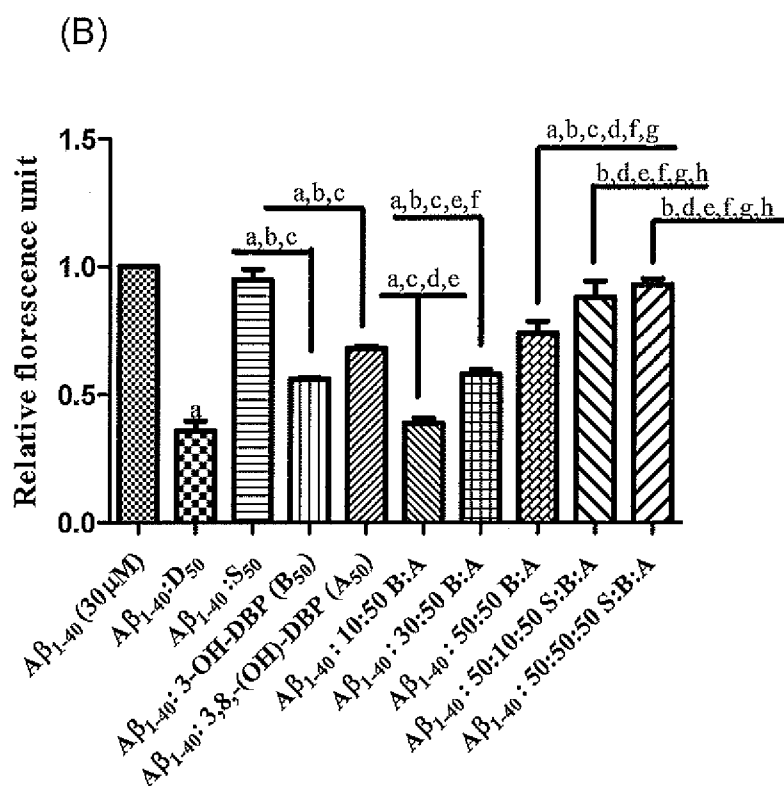 (B)
Relative florescence unit
1.5
1.0
0.5
0.0
a
a,b,c
a,b,c
a,c,d,e
a,b,c,e,f
a,b,c,d,f,g
b,d,e,f,g,h
b,d,e,f,g,h
Aβ1-40 (30µM)
Aβ1-40:D50
Aβ1-40 :S50
Aβ1-40: 3-OH-DBP (B50)
Aβ1-40: 3,8,-(OH)-DBP (A50)
Aβ1-40 : 10:50 B:A
Aβ1-40 : 30:50 B:A
Aβ1-40 : 50:50 B:A
Aβ1-40 : 50:10:50 S:B:A
Aβ1-40 : 50:50:50 S:B:A